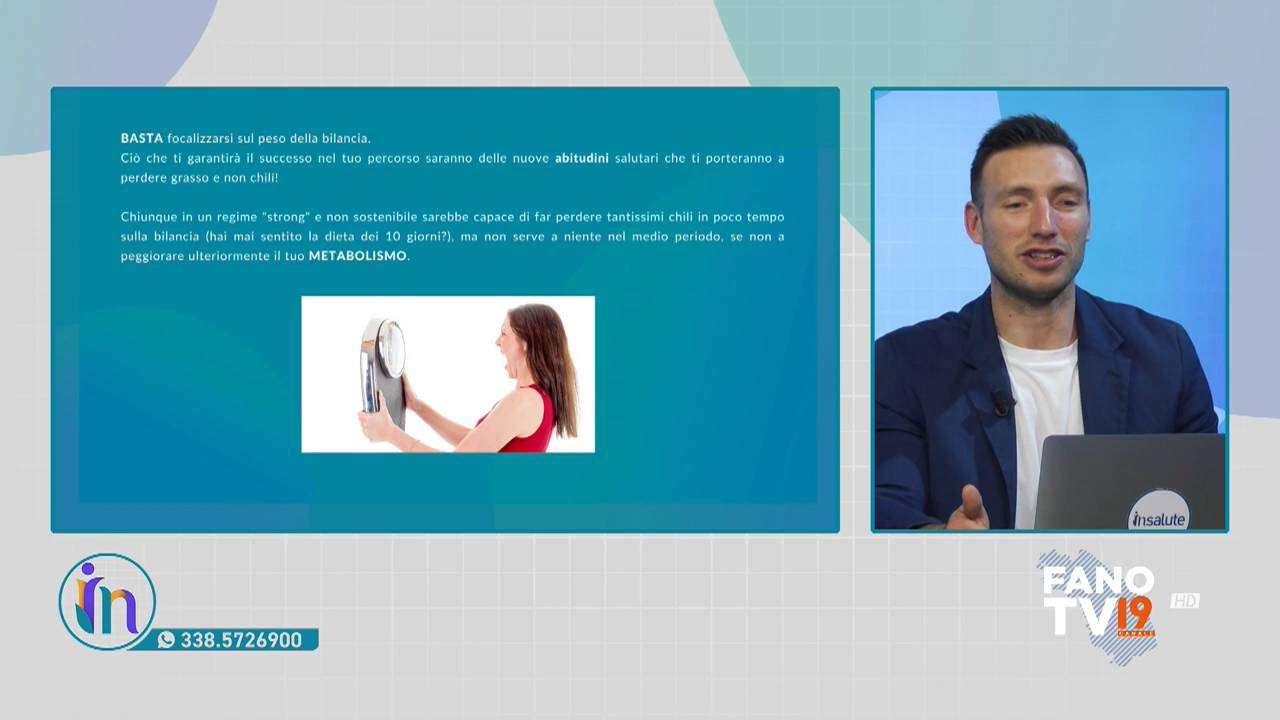 BASTA focalizzarsi sul peso della bilancia.
Ciò che ti garantirà il successo nel tuo percorso saranno delle nuove abitudini salutari che ti porteranno a
perdere grasso e non chili!
Chiunque in un regime "strong" e non sostenibile sarebbe capace di far perdere tantissimi chili in poco tempo
sulla bilancia (hai mai sentito la dieta dei 10 giorni?), ma non serve a niente nel medio periodo, se non a
peggiorare ulteriormente il tuo METABOLISMO.
insalute
in
338.5726900
FANO
TV19
CANALE
HD